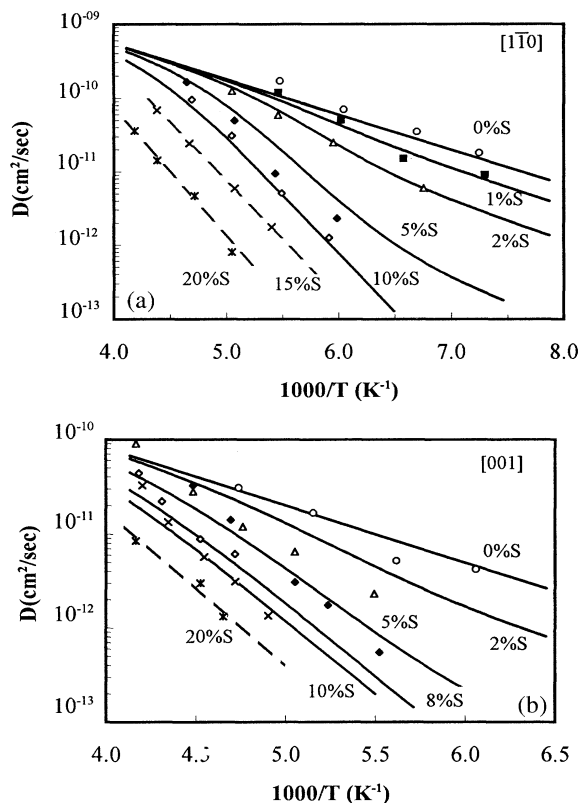 10⁻⁰⁹
[11̅0]
10⁻¹⁰
0%S
10⁻¹¹
D(cm²/sec)
1%S
5%S
2%S
10⁻¹²
20%S
15%S
10%S
(a)
10⁻¹³
4.0 5.0 6.0 7.0 8.0
1000/T (K⁻¹)
10⁻¹⁰
[001]
10⁻¹¹
0%S
D(cm²/sec)
5%S
10⁻¹²
20%S
2%S
10%S
8%S
(b)
10⁻¹³
4.0 4.5 5.0 5.5 6.0 6.5
1000/T (K⁻¹)